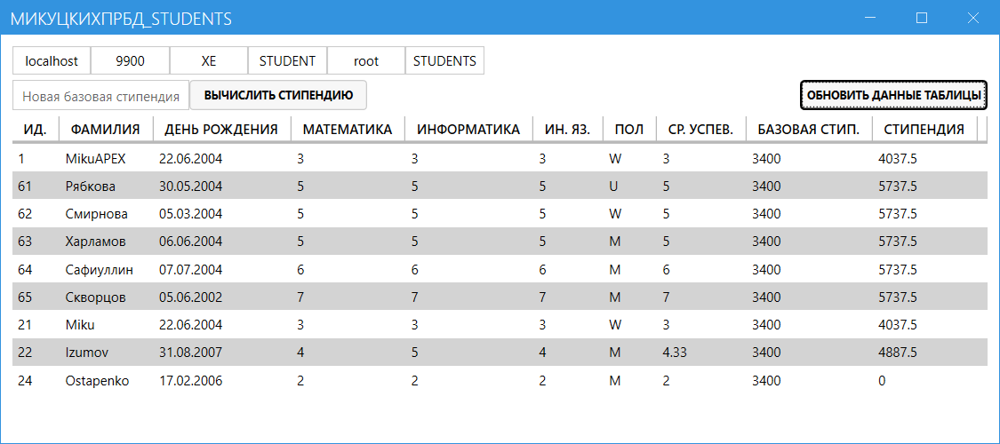 МИКУЦКИХПРБД_STUDENTS
localhost 9900 XE STUDENT root STUDENTS
Новая базовая стипендия ВЫЧИСЛИТЬ СТИПЕНДИЮ ОБНОВИТЬ ДАННЫЕ ТАБЛИЦЫ
ИД. ФАМИЛИЯ ДЕНЬ РОЖДЕНИЯ МАТЕМАТИКА ИНФОРМАТИКА ИН. ЯЗ. ПОЛ СР. УСПЕВ. БАЗОВАЯ СТИП. СТИПЕНДИЯ
1 MikuAPEX 22.06.2004 3 3 3 W 3 3400 4037.5
61 Рябкова 30.05.2004 5 5 5 U 5 3400 5737.5
62 Смирнова 05.03.2004 5 5 5 W 5 3400 5737.5
63 Харламов 06.06.2004 5 5 5 M 5 3400 5737.5
64 Сафиуллин 07.07.2004 6 6 6 M 6 3400 5737.5
65 Скворцов 05.06.2002 7 7 7 M 7 3400 5737.5
21 Miku 22.06.2004 3 3 3 W 3 3400 4037.5
22 Izumov 31.08.2007 4 5 4 M 4.33 3400 4887.5
24 Ostapenko 17.02.2006 2 2 2 M 2 3400 0